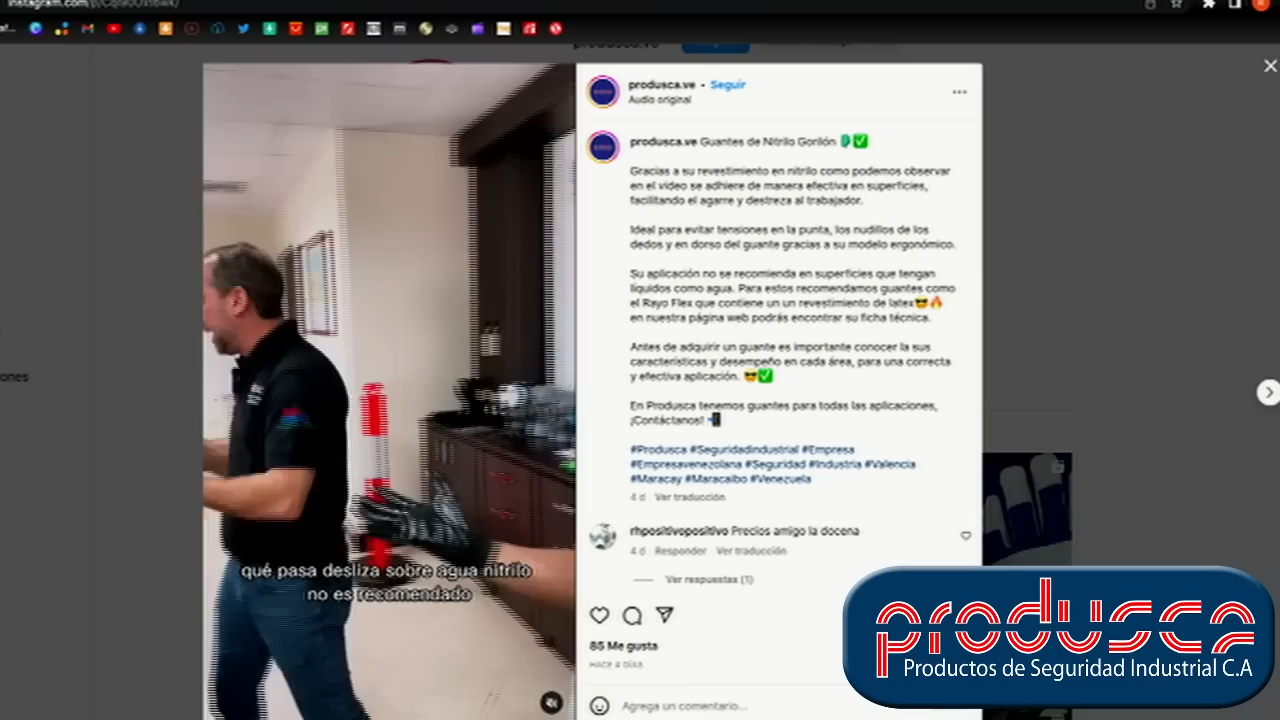 produsca.ve • Seguir
Audio original
produsca.ve Guantes de Nitrilo Gorilón
Gracias a su revestimiento en nitrilo como podemos observar
en el video se adhiere de manera efectiva en superficies,
facilitando el agarre y destreza al trabajador.
Ideal para evitar tensiones en la punta, los nudillos de los
dedos y en dorso del guante gracias a su modelo ergonómico.
Su aplicación no se recomienda en superficies que tengan
líquidos como agua. Para estos recomendamos guantes como
el Rayo Flex que contiene un un revestimiento de latex😎🔥
en nuestra página web podrás encontrar su ficha técnica.
Antes de adquirir un guante es importante conocer la sus
características y desempeño en cada área, para una correcta
y efectiva aplicación. 😎✅
En Produsca tenemos guantes para todas las aplicaciones,
¡Contáctanos! 📲
#Produsca #Seguridadindustrial #Empresa
#Empresavenezolana #Seguridad #Industria #Valencia
#Maracay #Maracaibo #Venezuela
4 d Ver traducción
rhpositivopositivo Precios amigo la docena
4 d Responder Ver traducción
Ver respuestas (1)
85 Me gusta
HACE 4 DÍAS
Agrega un comentario...
qué pasa desliza sobre agua nitrilo
no es recomendado
produsca
Productos de Seguridad Industrial C.A